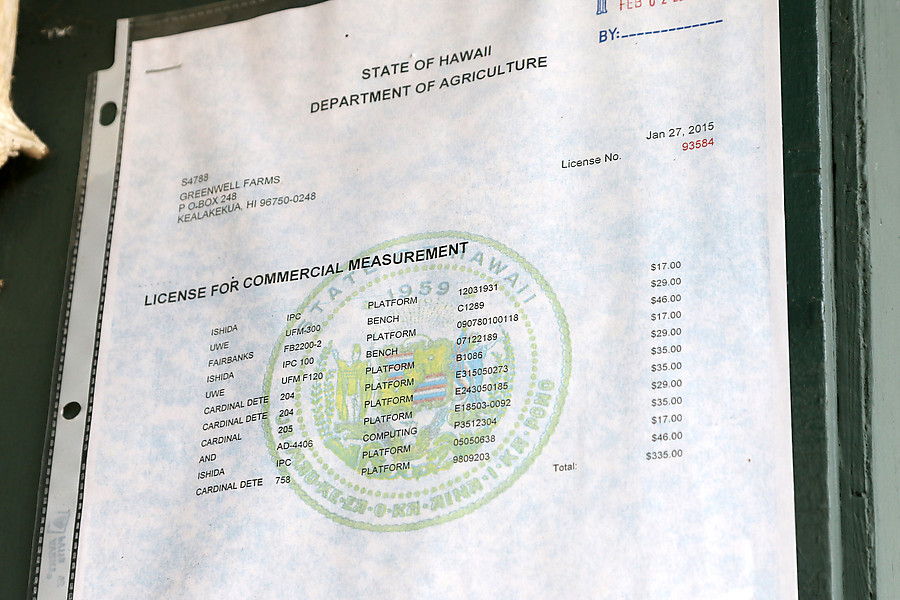 FEB 02
BY:
STATE OF HAWAII
DEPARTMENT OF AGRICULTURE
Jan 27, 2015
License No. 93584
S4788
GREENWELL FARMS
P O.BOX 248
KEALAKEKUA, HI 96750-0248
LICENSE FOR COMMERCIAL MEASUREMENT
STATE OF HAWAII
1959
ISHIDA IPC PLATFORM 12031931 $17.00
UWE UFM-300 BENCH C1289 $29.00
FAIRBANKS FB2200-2 PLATFORM 090780100118 $46.00
ISHIDA IPC 100 BENCH 07122189 $17.00
UWE UFM F120 PLATFORM B1086 $29.00
CARDINAL DETE 204 PLATFORM E315050273 $35.00
CARDINAL DETE 204 PLATFORM E243050185 $35.00
CARDINAL 205 PLATFORM E18503-0092 $29.00
AND AD-4406 COMPUTING P3512304 $35.00
ISHIDA IPC PLATFORM 05050638 $17.00
CARDINAL DETE 758 PLATFORM 9809203 $46.00
Total: $335.00